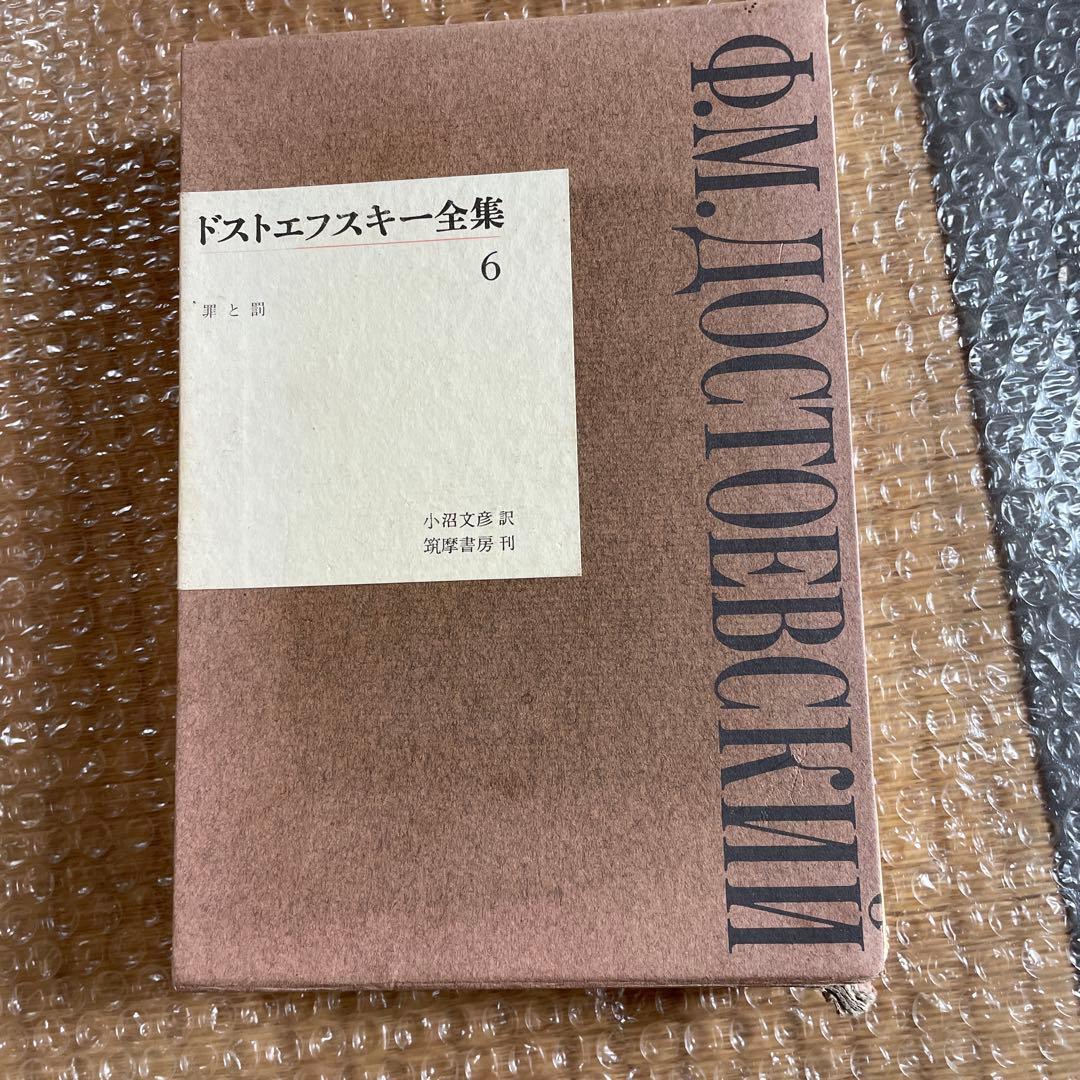 ドストエフスキー全集
6
罪と罰
小沼文彦 訳
筑摩書房 刊
Ф.М.ДОСТОЕВСКИЙ